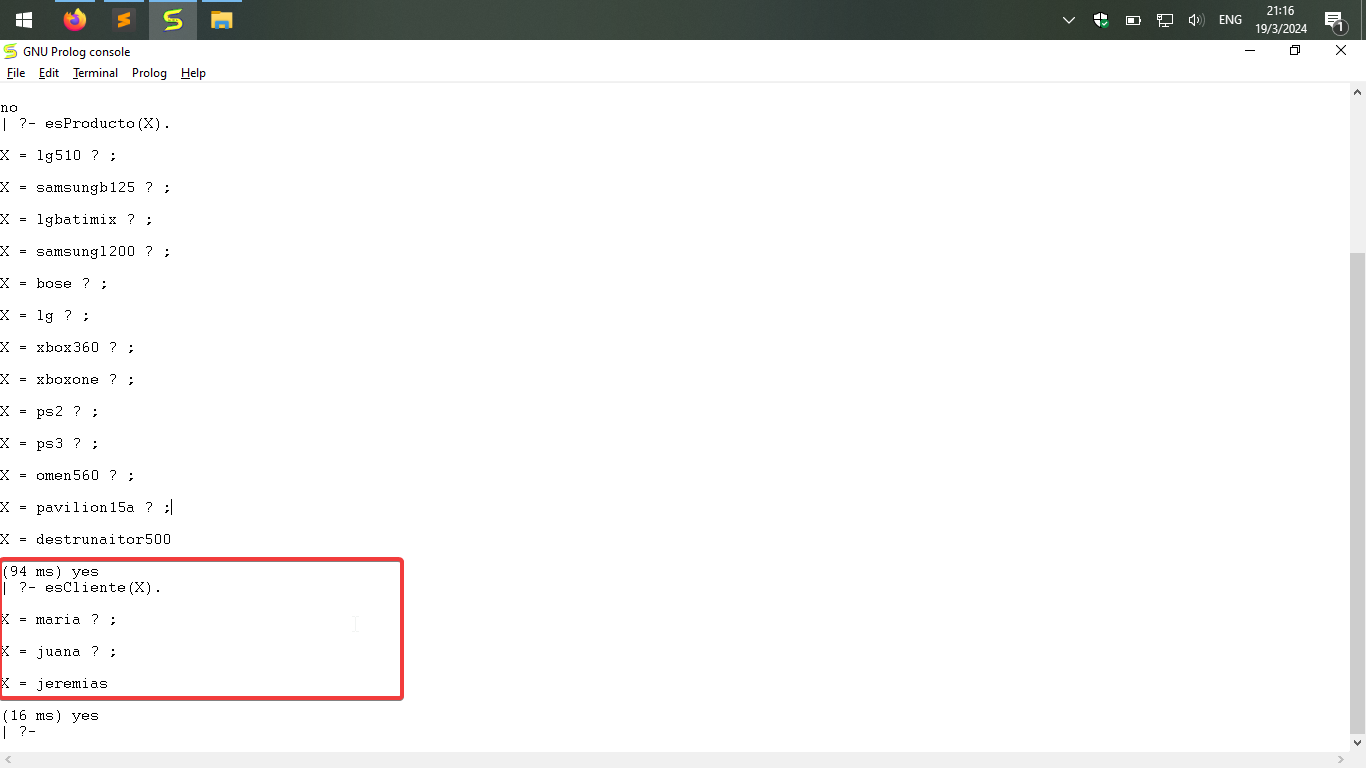 ENG
21:16
19/3/2024
1
GNU Prolog console
File Edit Terminal Prolog Help
no
| ?- esProducto(X).
X = lg510 ? ;
X = samsungb125 ? ;
X = lgbatimix ? ;
X = samsungl200 ? ;
X = bose ? ;
X = lg ? ;
X = xbox360 ? ;
X = xboxone ? ;
X = ps2 ? ;
X = ps3 ? ;
X = omen560 ? ;
X = pavilion15a ? ;
X = destrunaitor500
(94 ms) yes
| ?- esCliente(X).
X = maria ? ;
X = juana ? ;
X = jeremias
(16 ms) yes
| ?-